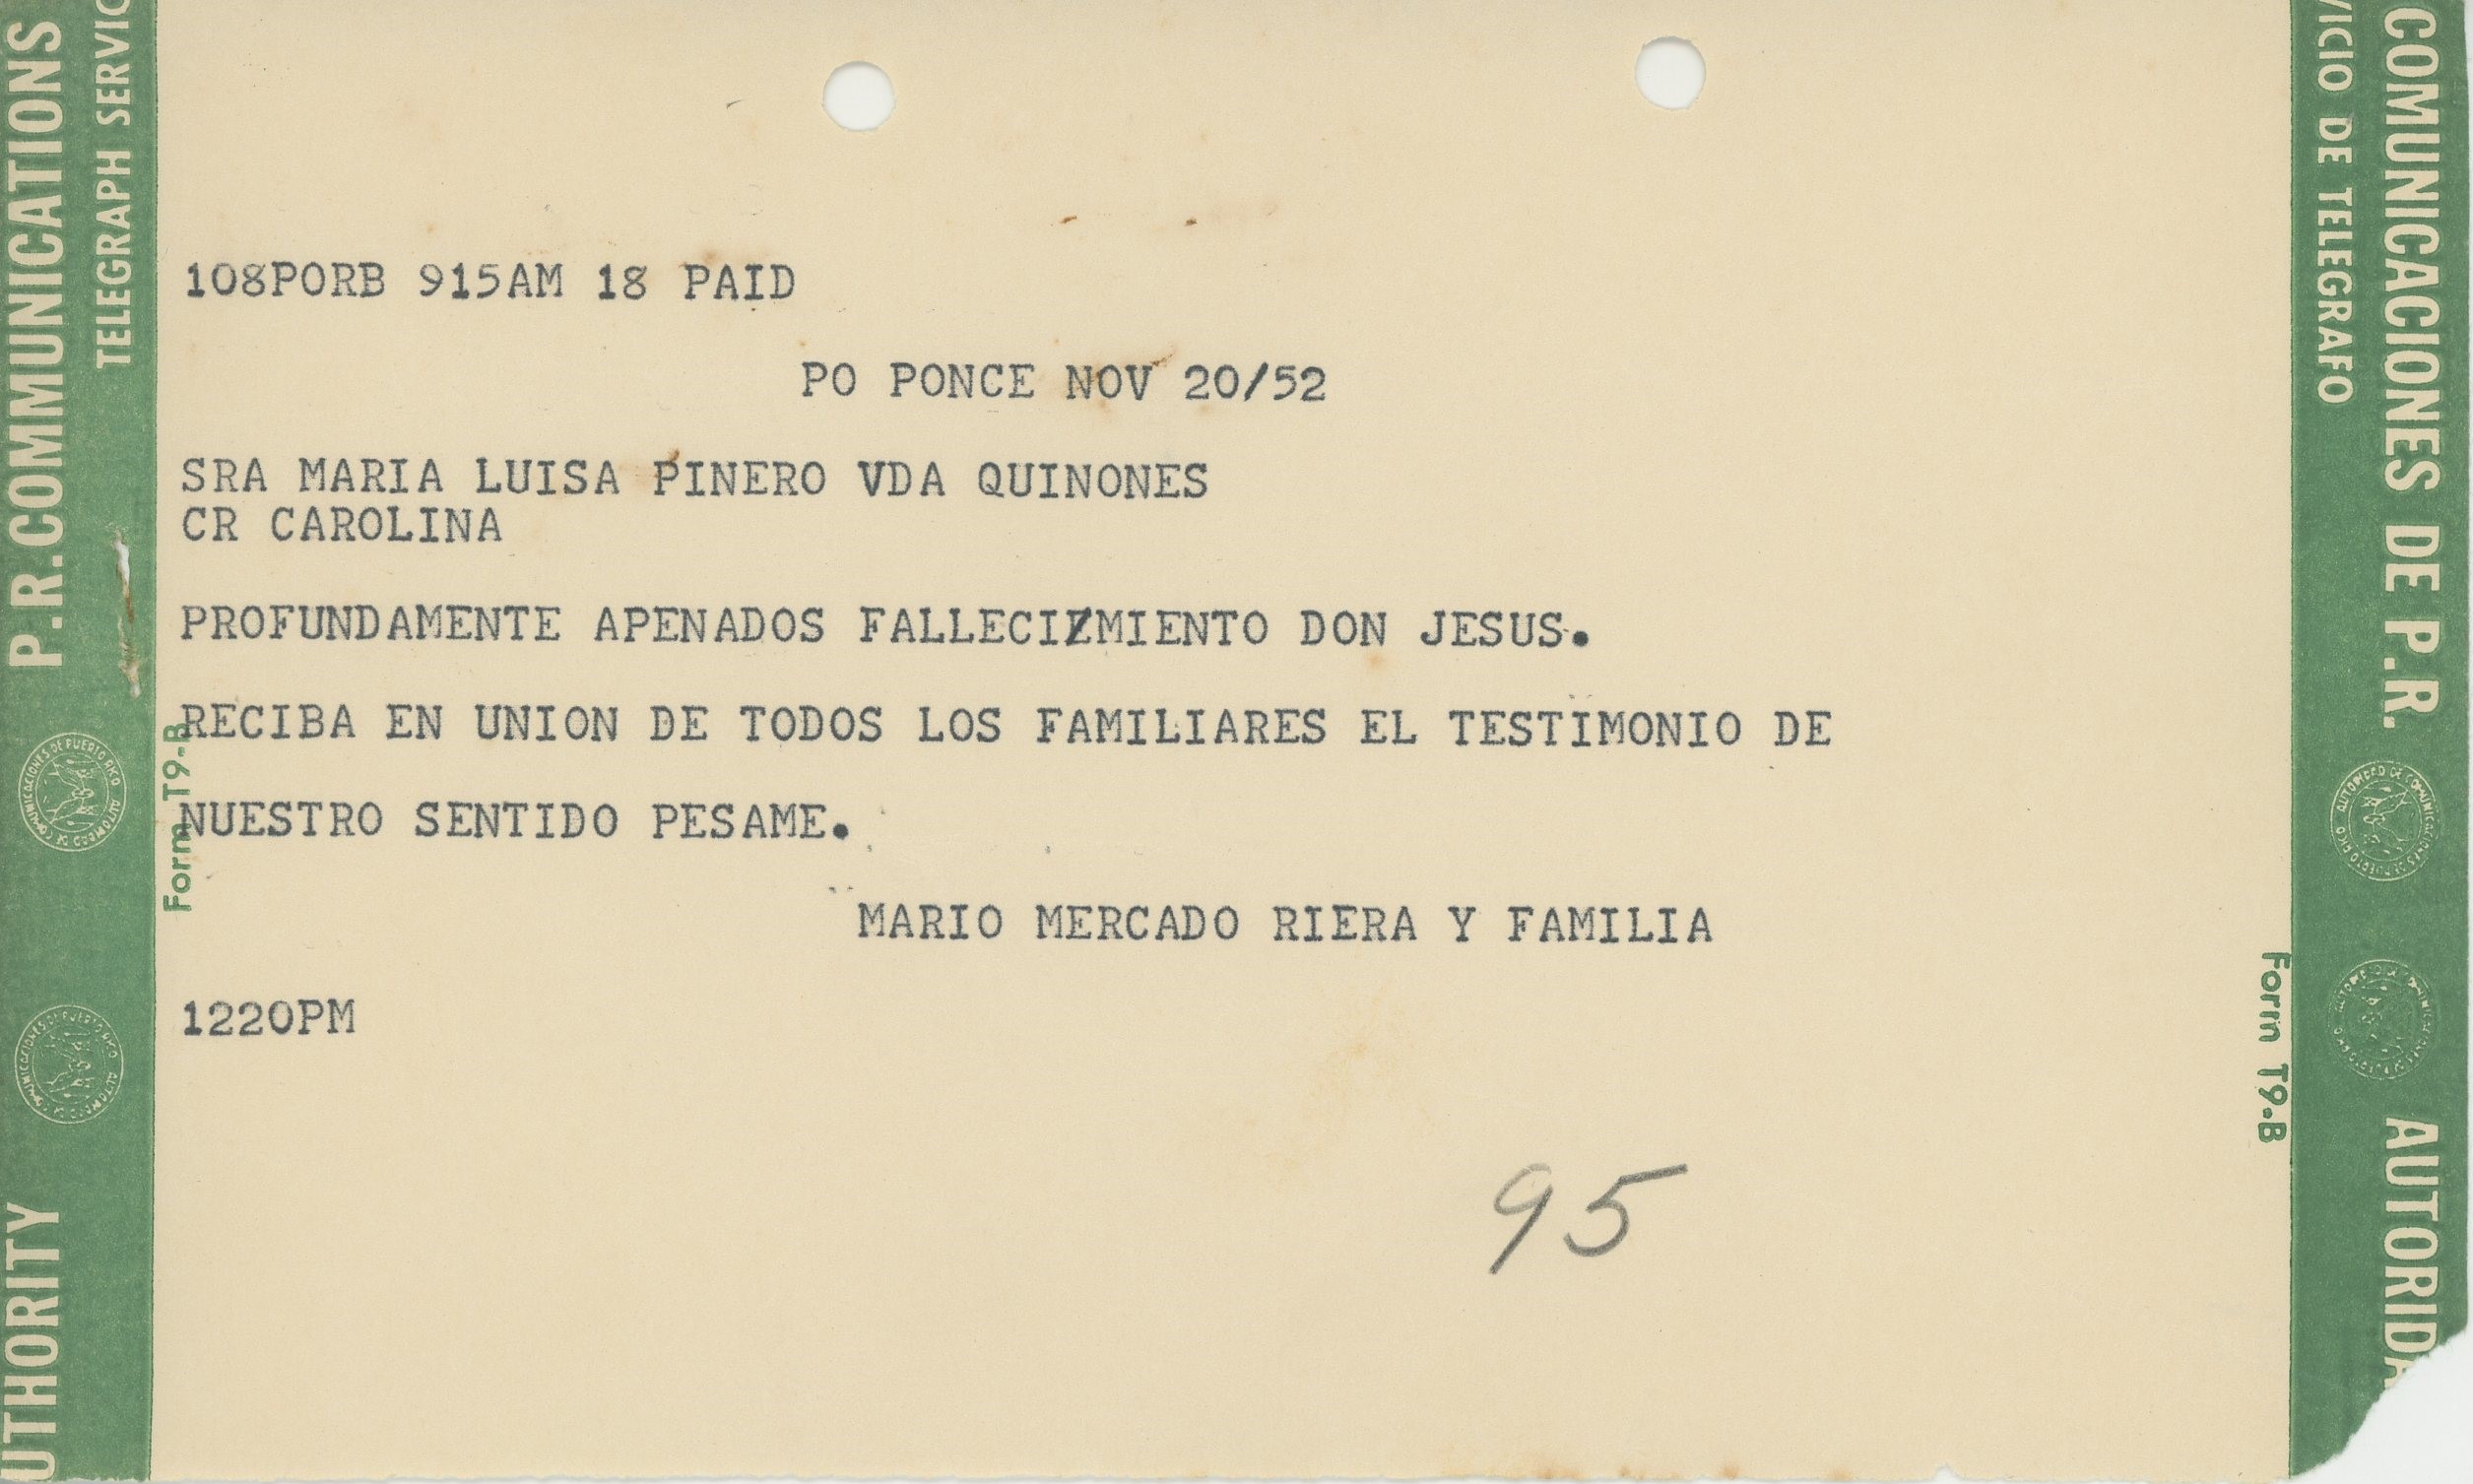 P.R. COMMUNICATIONS
TELEGRAPH SERVIC
UTHORITY
Form T9-B
108PORB 915AM 18 PAID
PO PONCE NOV 20/52
SRA MARIA LUISA PINERO VDA QUINONES
CR CAROLINA
PROFUNDAMENTE APENADOS FALLECIZMIENTO DON JESUS.
RECIBA EN UNION DE TODOS LOS FAMILIARES EL TESTIMONIO DE
NUESTRO SENTIDO PESAME.
MARIO MERCADO RIERA Y FAMILIA
1220PM
95
COMUNICACIONES DE P.R.
VICIO DE TELEGRAFO
AUTORIDA
Form T9-B